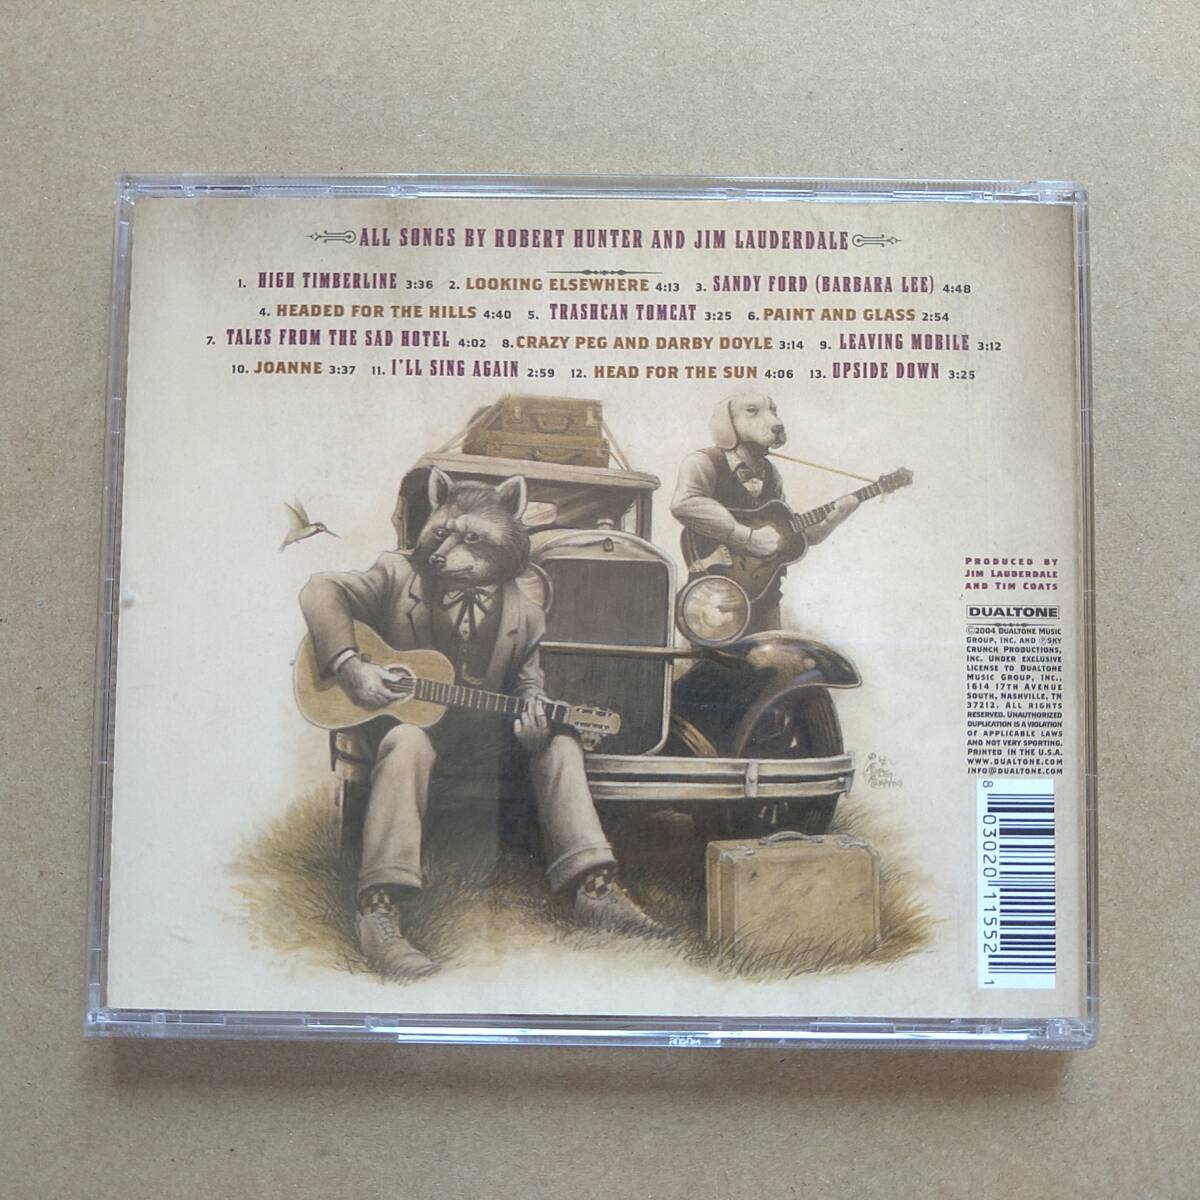 ALL SONGS BY ROBERT HUNTER AND JIM LAUDERDALE
1. HIGH TIMBERLINE 3:36 2. LOOKING ELSEWHERE 4:13 3. SANDY FORD (BARBARA LEE) 4:48
4. HEADED FOR THE HILLS 4:40 5. TRASHCAN TOMCAT 3:25 6. PAINT AND GLASS 2:54
7. TALES FROM THE SAD HOTEL 4:02 8. CRAZY PEG AND DARBY DOYLE 3:14 9. LEAVING MOBILE 3:12
10. JOANNE 3:37 11. I'LL SING AGAIN 2:59 12. HEAD FOR THE SUN 4:06 13. UPSIDE DOWN 3:25
PRODUCED BY
JIM LAUDERDALE
AND TIM COATS
DUALTONE
©2004 DUALTONE MUSIC
GROUP, INC. AND ℗SKY
CRUNCH PRODUCTIONS,
INC. UNDER EXCLUSIVE
LICENSE TO DUALTONE
MUSIC GROUP, INC.,
1614 17TH AVENUE
SOUTH, NASHVILLE, TN
37212. ALL RIGHTS
RESERVED. UNAUTHORIZED
DUPLICATION IS A VIOLATION
OF APPLICABLE LAWS
AND NOT VERY SPORTING.
PRINTED IN THE U.S.A.
WWW.DUALTONE.COM
INFO@DUALTONE.COM
8 03020 11552 1